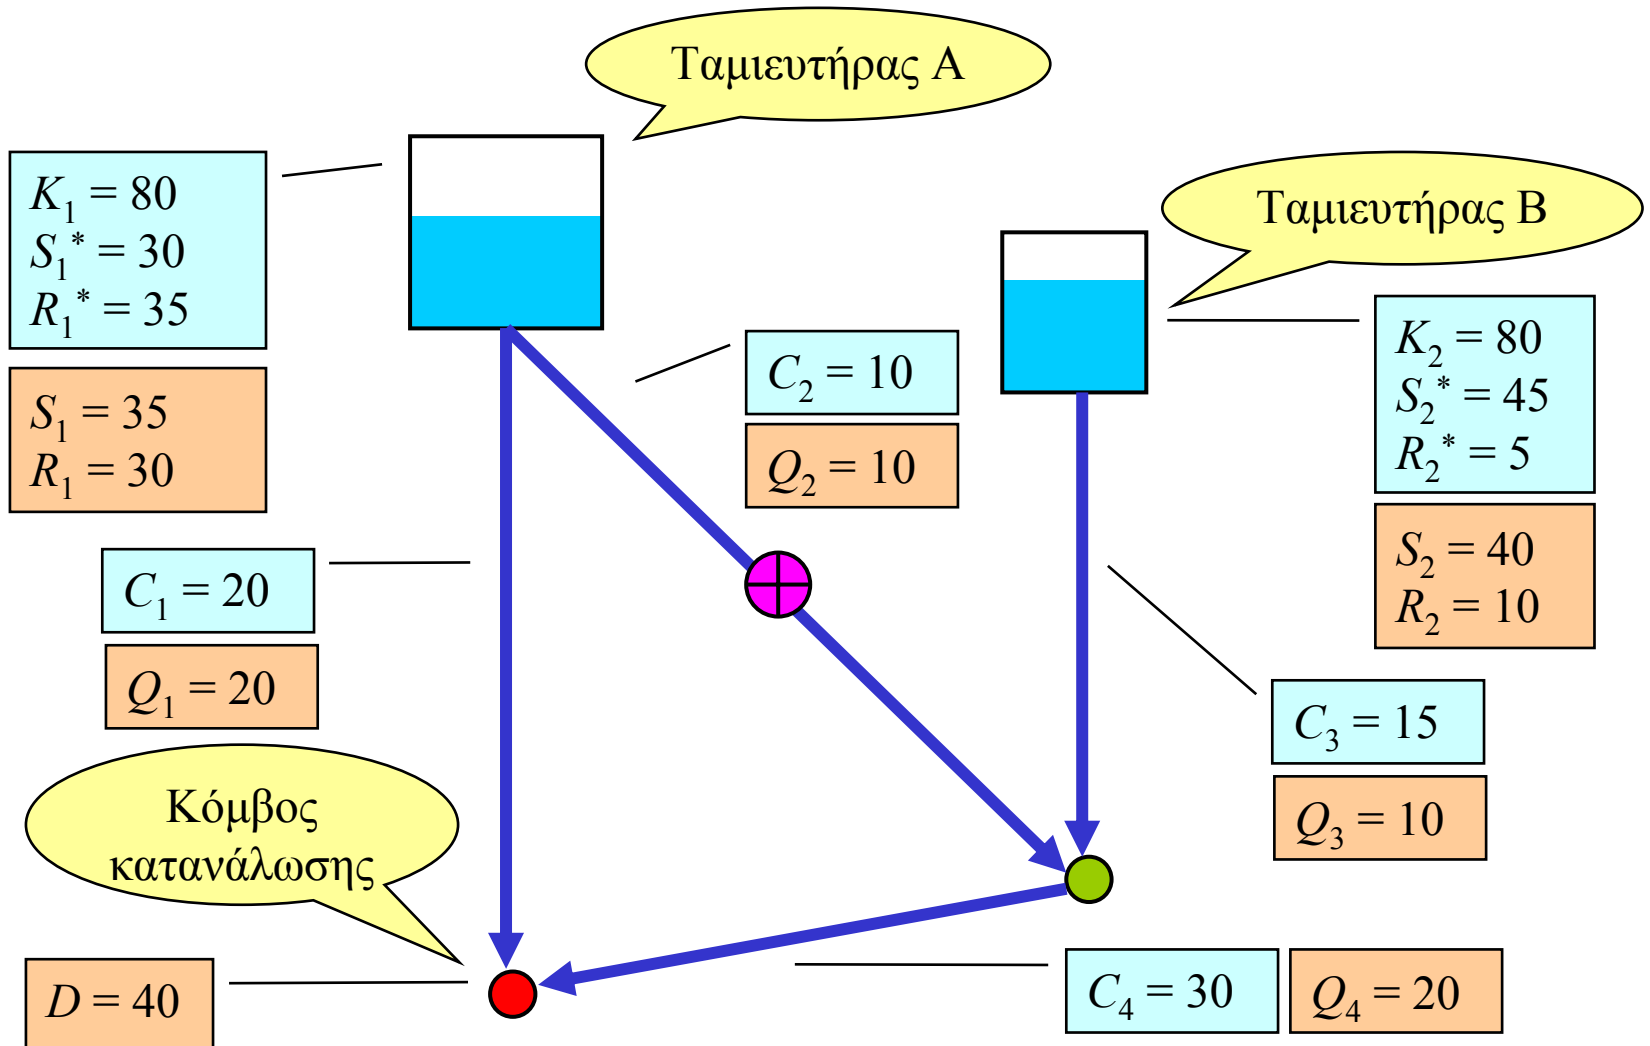 Ταμιευτήρας Α
K₁ = 80
S₁* = 30
R₁* = 35
Ταμιευτήρας Β
S₁ = 35
R₁ = 30
C₂ = 10
Q₂ = 10
K₂ = 80
S₂* = 45
R₂* = 5
S₂ = 40
R₂ = 10
C₁ = 20
Q₁ = 20
C₃ = 15
Q₃ = 10
Κόμβος
κατανάλωσης
D = 40
C₄ = 30
Q₄ = 20